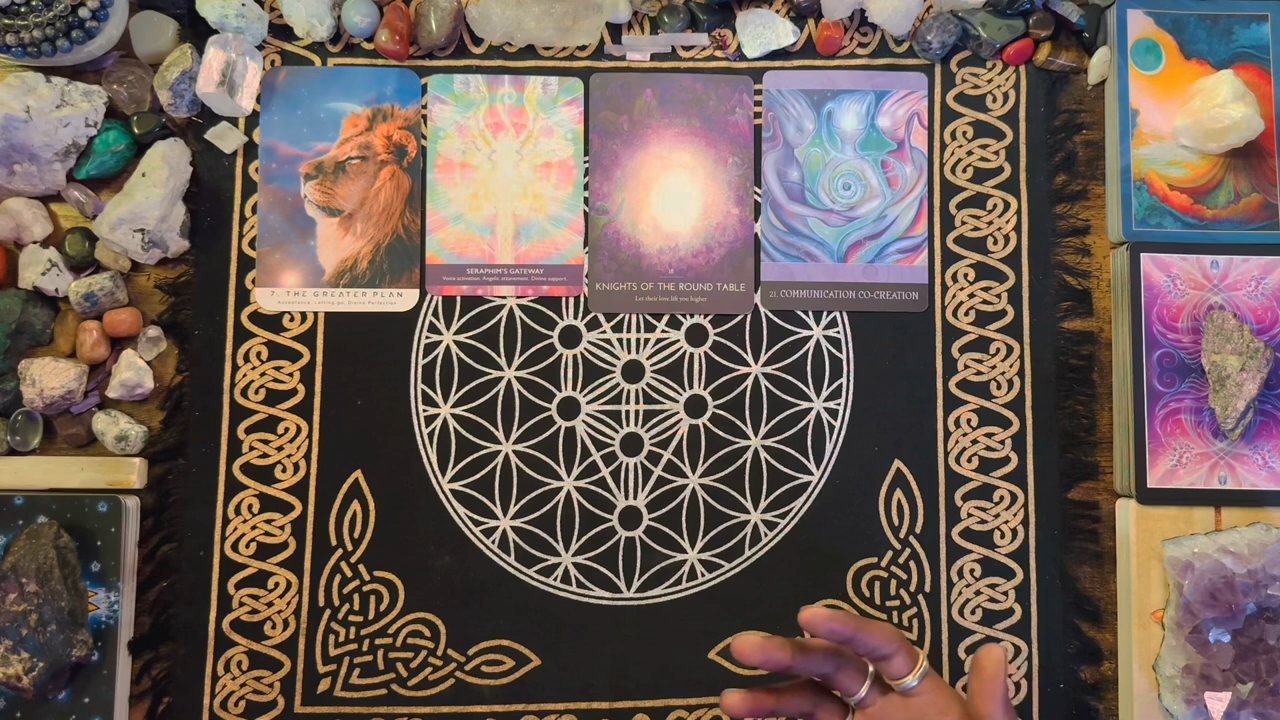 7. THE GREATER PLAN
Acceptance, Letting go, Divine Perfection
SERAPHIM'S GATEWAY
Voice activation. Angelic attunement. Divine support.
18
KNIGHTS OF THE ROUND TABLE
Let their love lift you higher
21. COMMUNICATION CO-CREATION